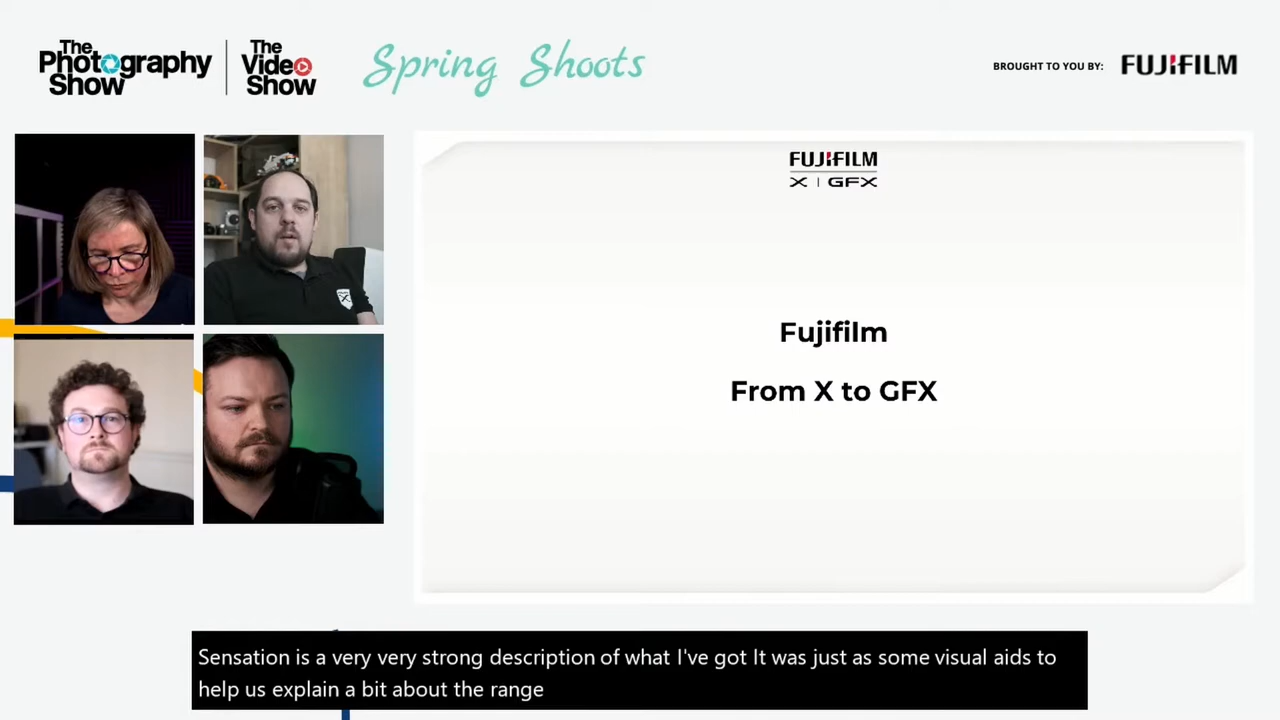 The
Photography
Show
The
Video
Show
Spring Shoots
BROUGHT TO YOU BY:
FUJIFILM
FUJIFILM
X | GFX
Fujifilm
From X to GFX
Sensation is a very very strong description of what I've got It was just as some visual aids to
help us explain a bit about the range